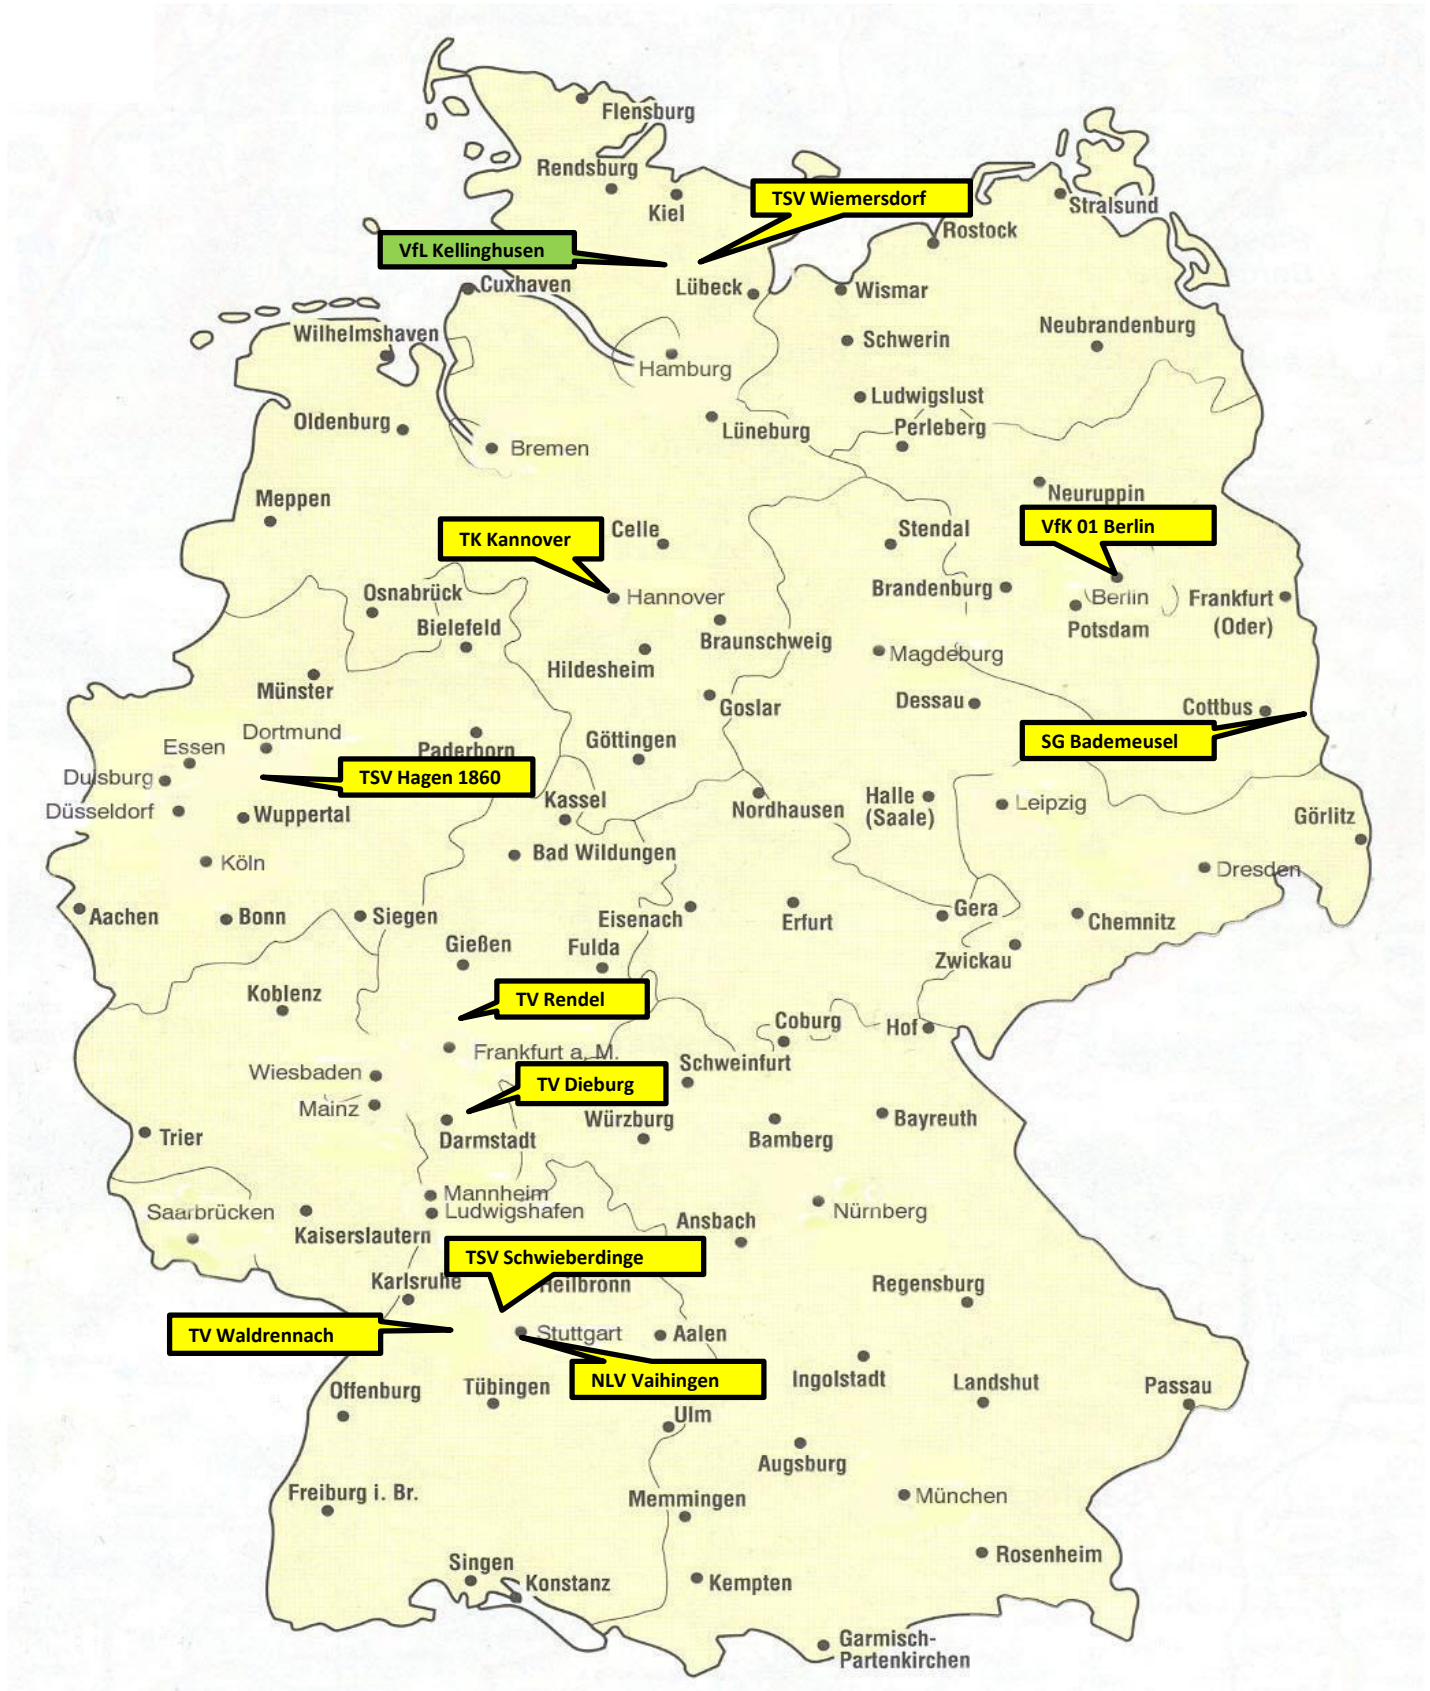 Flensburg
Rendsburg
Kiel
TSV Wiemersdorf
Stralsund
Rostock
VfL Kellinghusen
Cuxhaven
Lübeck
Wismar
Wilhelmshaven
Schwerin
Neubrandenburg
Hamburg
Ludwigslust
Oldenburg
Lüneburg
Perleberg
Bremen
Meppen
Neuruppin
TK Kannover
Celle
Stendal
VfK 01 Berlin
Osnabrück
Hannover
Brandenburg
Berlin
Frankfurt
(Oder)
Bielefeld
Braunschweig
Potsdam
Hildesheim
Magdeburg
Münster
Goslar
Dessau
Cottbus
Dortmund
Essen
Paderborn
Göttingen
SG Bademeusel
Duisburg
TSV Hagen 1860
Düsseldorf
Wuppertal
Kassel
Nordhausen
Halle
(Saale)
Leipzig
Görlitz
Köln
Bad Wildungen
Dresden
Aachen
Bonn
Siegen
Eisenach
Erfurt
Gera
Chemnitz
Gießen
Fulda
Zwickau
Koblenz
TV Rendel
Coburg
Hof
Frankfurt a. M.
Schweinfurt
Wiesbaden
TV Dieburg
Mainz
Würzburg
Bayreuth
Trier
Darmstadt
Bamberg
Mannheim
Ludwigshafen
Saarbrücken
Nürnberg
Kaiserslautern
Ansbach
TSV Schwieberdinge
Karlsruhe
Heilbronn
Regensburg
TV Waldrennach
Stuttgart
Aalen
NLV Vaihingen
Offenburg
Tübingen
Ingolstadt
Landshut
Passau
Ulm
Augsburg
Freiburg i. Br.
Memmingen
München
Singen
Rosenheim
Konstanz
Kempten
Garmisch-
Partenkirchen